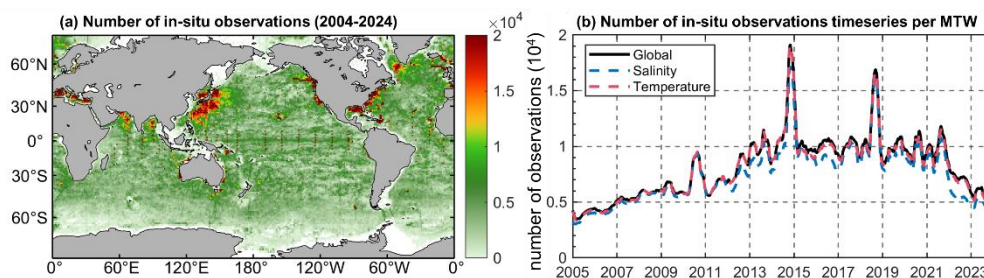 (a) Number of in-situ observations (2004-2024)
×10⁴
60°N
30°N
0°
30°S
60°S
0°
60°E
120°E
180°W
120°W
60°W
0°
2
1.5
1
0.5
0
(b) Number of in-situ observations timeseries per MTW
number of observations (10⁴)
2
1.5
1
0.5
0
Global
Salinity
Temperature
2005
2007
2009
2011
2013
2015
2017
2019
2021
2023